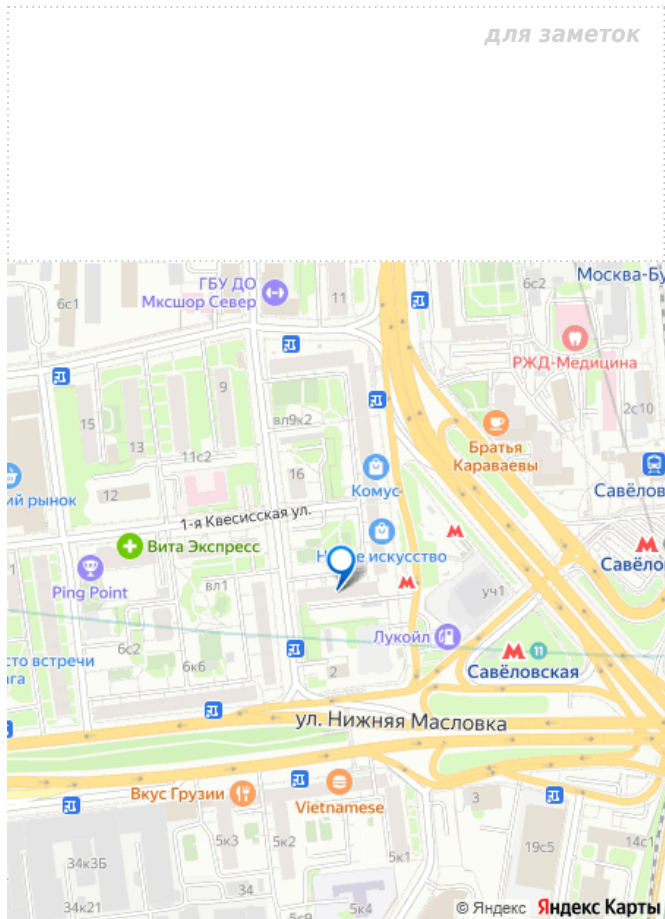 для заметок
Москва-Бу
ГБУ ДО
Мксшор Север
6с1
11
6с2
РЖД-Медицина
9
2с10
15
вл9к2
13
Братья
Караваевы
11с2
16
12
Комус
Савёлов
ий рынок
1-я Квесисская ул.
Вита Экспресс
искусство
Савёло
1
Ping Point
вл1
уч1
Лукойл
6с2
сто встречи
га
6к6
2
11
Савёловская
ул. Нижняя Масловка
Вкус Грузии
Vietnamese
3
5к3
5к2
19с5
14с1
34к3Б
5к1
34
34к21
5с9
5к4
© Яндекс Яндекс Карты